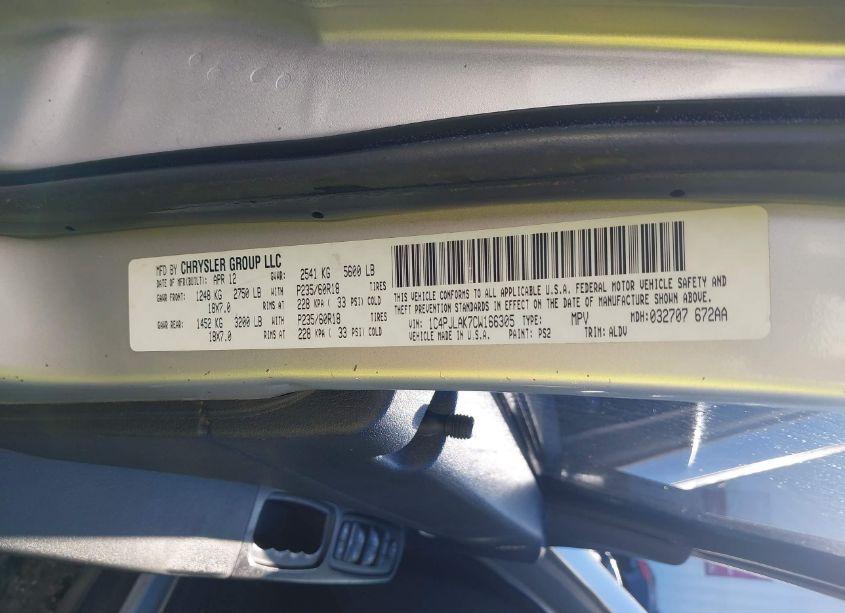 MFD BY CHRYSLER GROUP LLC
DATE OF MFD(BUILT): APR 12 GVWR: 2541 KG 5600 LB
GAWR FRONT: 1248 KG 2750 LB WITH P235/60R18 TIRES
18X7.0 RIMS AT 228 KPA ( 33 PSI) COLD
GAWR REAR: 1452 KG 3200 LB WITH P235/60R18 TIRES
18X7.0 RIMS AT 228 KPA ( 33 PSI) COLD
THIS VEHICLE CONFORMS TO ALL APPLICABLE U.S.A. FEDERAL MOTOR VEHICLE SAFETY AND
THEFT PREVENTION STANDARDS IN EFFECT ON THE DATE OF MANUFACTURE SHOWN ABOVE.
VIN: 1C4PJLAK7CW166305 TYPE: MPV MDH: 032707 672AA
VEHICLE MADE IN U.S.A. PAINT: PS2 TRIM: ALDV